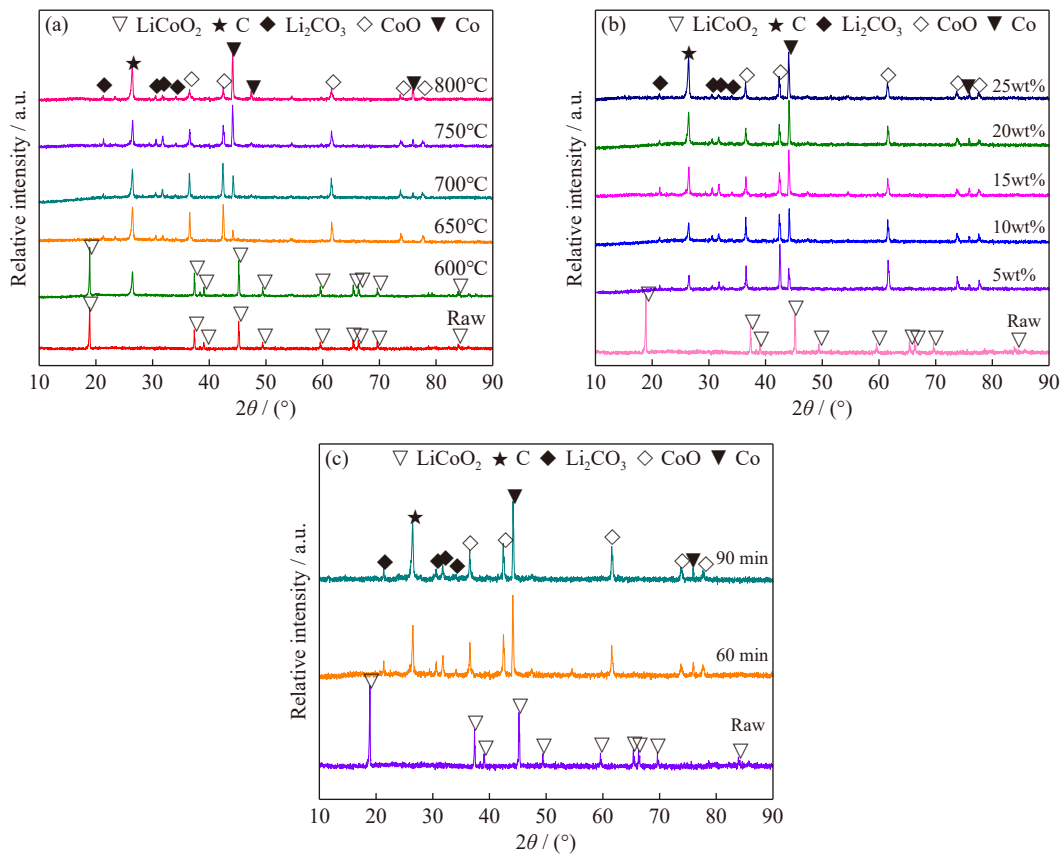 (a) ▽ LiCoO₂ ★ C ◆ Li₂CO₃ ◇ CoO ▼ Co
800°C
750°C
700°C
650°C
600°C
Raw
Relative intensity / a.u.
10 20 30 40 50 60 70 80 90
2θ / (°)
(b) ▽ LiCoO₂ ★ C ◆ Li₂CO₃ ◇ CoO ▼ Co
25wt%
20wt%
15wt%
10wt%
5wt%
Raw
Relative intensity / a.u.
10 20 30 40 50 60 70 80 90
2θ / (°)
(c) ▽ LiCoO₂ ★ C ◆ Li₂CO₃ ◇ CoO ▼ Co
90 min
60 min
Raw
Relative intensity / a.u.
10 20 30 40 50 60 70 80 90
2θ / (°)